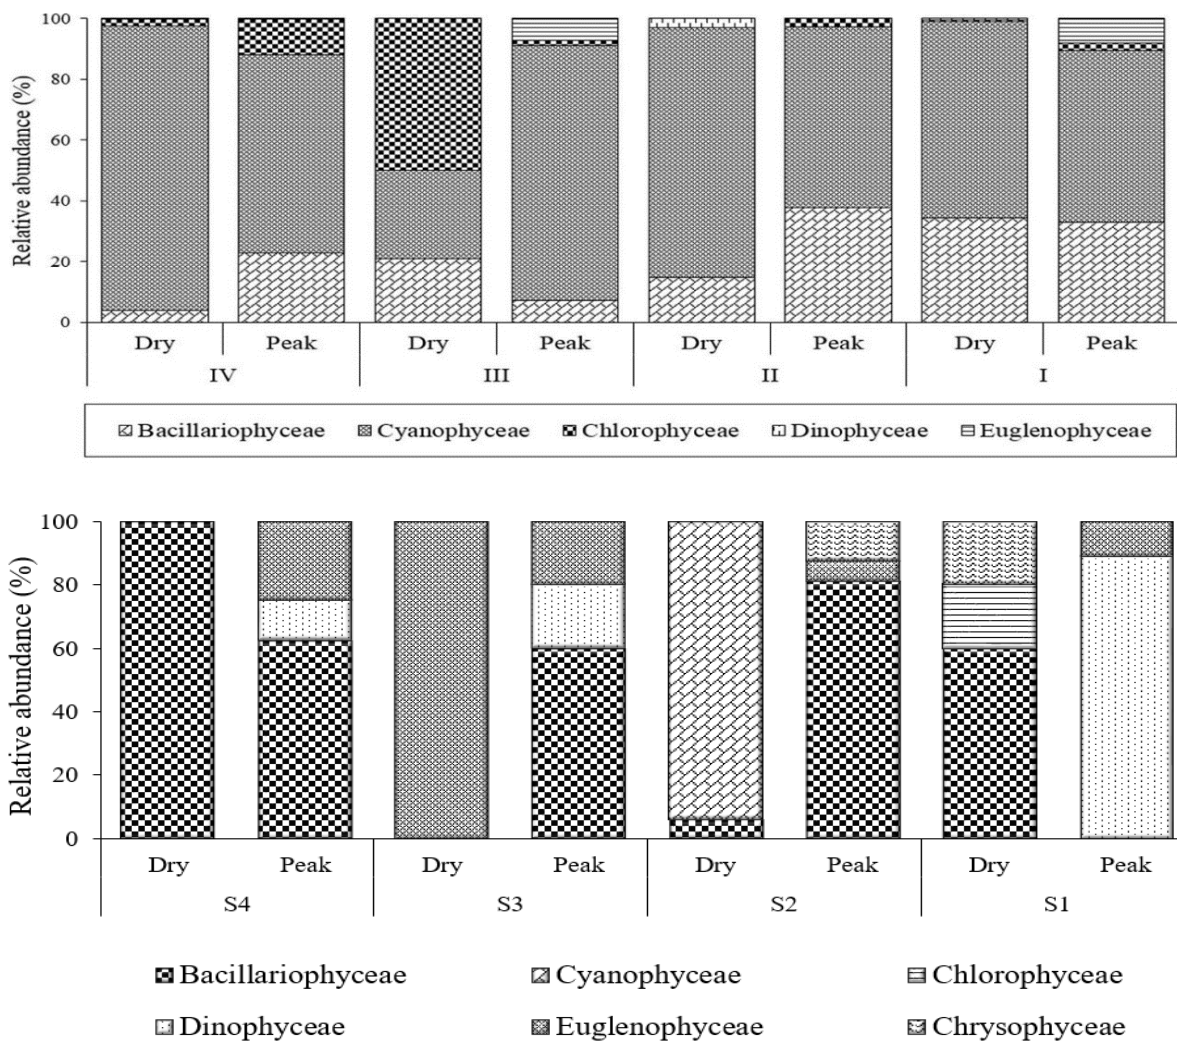 Relative abundance (%)
100
80
60
40
20
0
Dry Peak Dry Peak Dry Peak Dry Peak
IV III II I
Bacillariophyceae Cyanophyceae Chlorophyceae Dinophyceae Euglenophyceae
Relative abundance (%)
100
80
60
40
20
0
Dry Peak Dry Peak Dry Peak Dry Peak
S4 S3 S2 S1
Bacillariophyceae Cyanophyceae Chlorophyceae
Dinophyceae Euglenophyceae Chrysophyceae